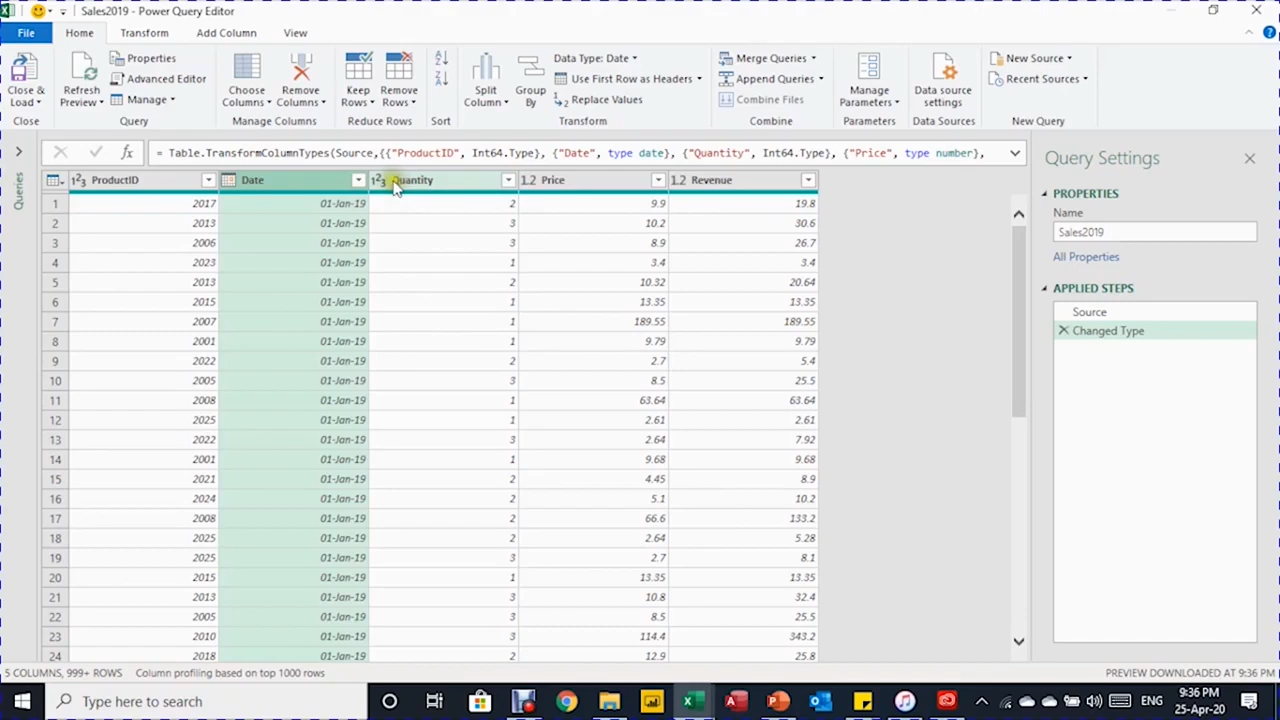 Sales2019 - Power Query Editor
File Home Transform Add Column View
Close & Load
Refresh Preview
Properties
Advanced Editor
Manage
Choose Columns
Remove Columns
Keep Rows
Remove Rows
Split Column
Group By
Data Type: Date
Use First Row as Headers
Replace Values
Merge Queries
Append Queries
Combine Files
Manage Parameters
Data source settings
New Source
Recent Sources
Close Query Manage Columns Reduce Rows Sort Transform Combine Parameters Data Sources New Query
Queries
fx = Table.TransformColumnTypes(Source,{{"ProductID", Int64.Type}, {"Date", type date}, {"Quantity", Int64.Type}, {"Price", type number},
123 ProductID Date 123 Quantity 1.2 Price 1.2 Revenue
1 2017 01-Jan-19 2 9.9 19.8
2 2013 01-Jan-19 3 10.2 30.6
3 2006 01-Jan-19 3 8.9 26.7
4 2023 01-Jan-19 1 3.4 3.4
5 2013 01-Jan-19 2 10.32 20.64
6 2015 01-Jan-19 1 13.35 13.35
7 2007 01-Jan-19 1 189.55 189.55
8 2001 01-Jan-19 1 9.79 9.79
9 2022 01-Jan-19 2 2.7 5.4
10 2005 01-Jan-19 3 8.5 25.5
11 2008 01-Jan-19 1 63.64 63.64
12 2025 01-Jan-19 1 2.61 2.61
13 2022 01-Jan-19 3 2.64 7.92
14 2001 01-Jan-19 1 9.68 9.68
15 2021 01-Jan-19 2 4.45 8.9
16 2024 01-Jan-19 2 5.1 10.2
17 2008 01-Jan-19 2 66.6 133.2
18 2025 01-Jan-19 2 2.64 5.28
19 2025 01-Jan-19 3 2.7 8.1
20 2015 01-Jan-19 1 13.35 13.35
21 2013 01-Jan-19 3 10.8 32.4
22 2005 01-Jan-19 3 8.5 25.5
23 2010 01-Jan-19 3 114.4 343.2
24 2018 01-Jan-19 2 12.9 25.8
Query Settings
PROPERTIES
Name
Sales2019
All Properties
APPLIED STEPS
Source
Changed Type
5 COLUMNS, 999+ ROWS Column profiling based on top 1000 rows PREVIEW DOWNLOADED AT 9:36 PM
Type here to search
ENG
9:36 PM
25-Apr-20